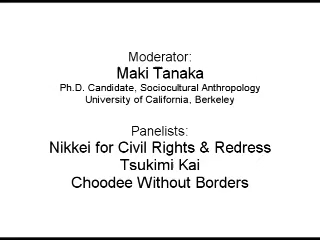 Moderator:
Maki Tanaka
Ph.D. Candidate, Sociocultural Anthropology
University of California, Berkeley
Panelists:
Nikkei for Civil Rights & Redress
Tsukimi Kai
Choodee Without Borders